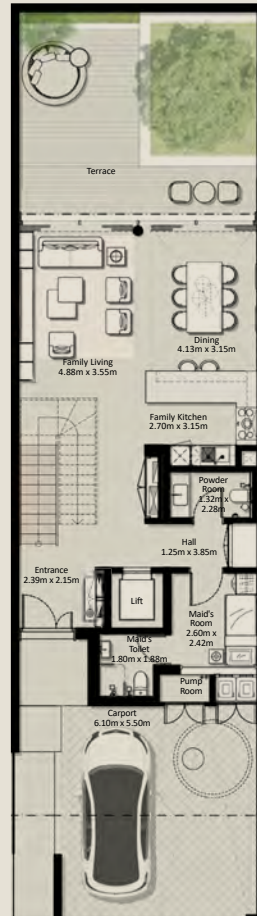 Terrace
Dining
4.13m x 3.15m
Family Living
4.88m x 3.55m
Family Kitchen
2.70m x 3.15m
Powder
Room
1.32m x
2.28m
Hall
1.25m x 3.85m
Entrance
2.39m x 2.15m
Lift
Maid's
Room
2.60m x
2.42m
Maid's
Toilet
1.80m x 1.88m
Pump
Room
Carport
6.10m x 5.50m